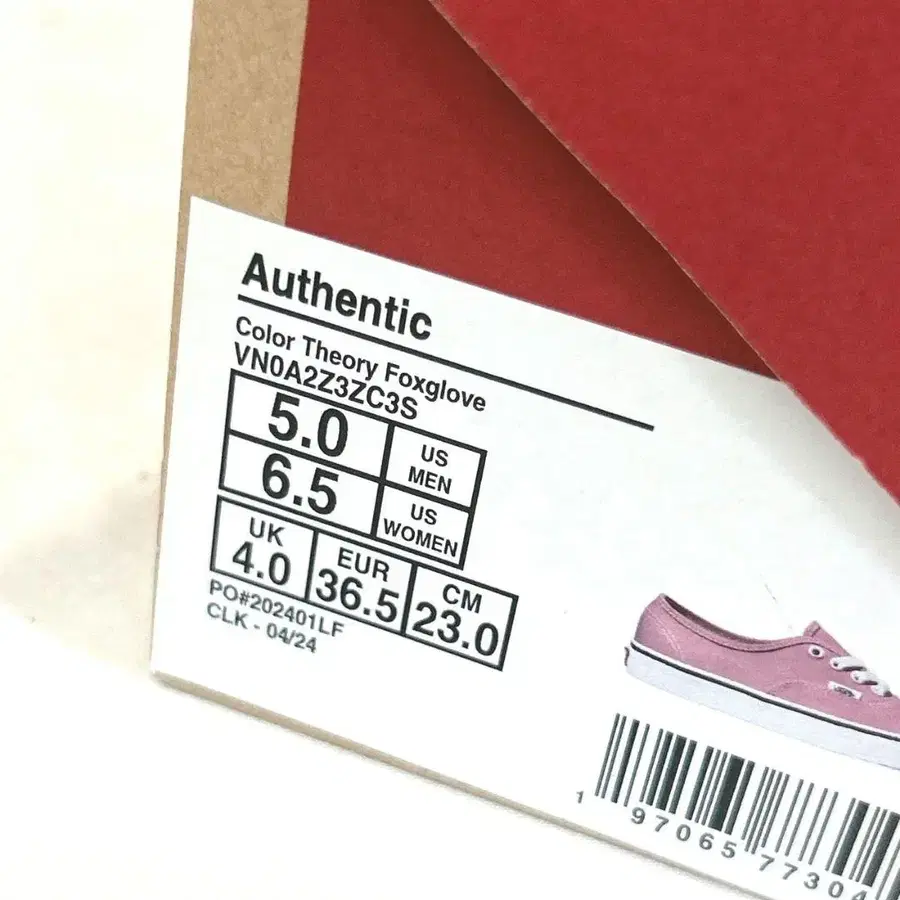 Authentic
Color Theory Foxglove
VN0A2Z3ZC3S
5.0 US MEN
6.5 US WOMEN
UK 4.0 EUR 36.5 CM 23.0
PO#202401LF
CLK - 04/24
1 97065 77304